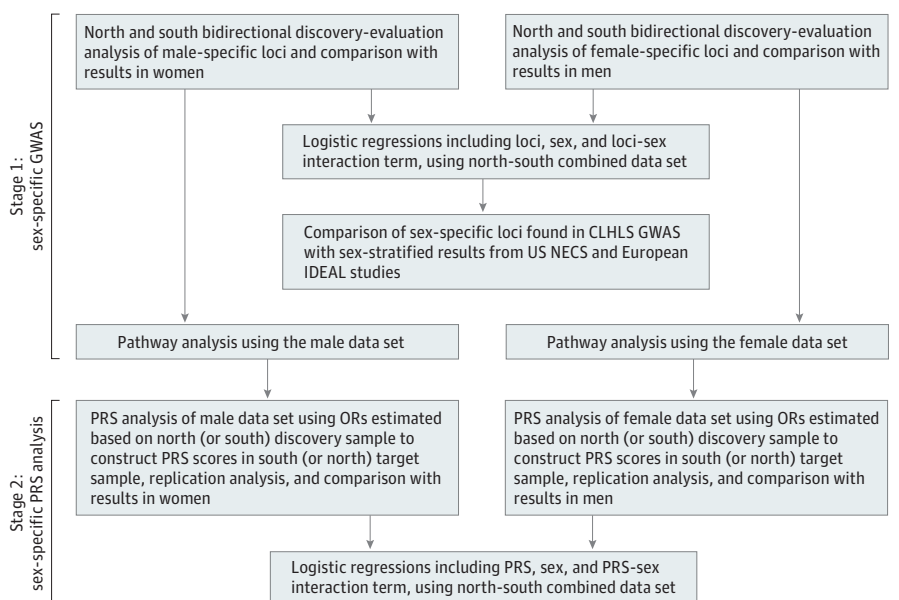 Stage 1:
sex-specific GWAS
North and south bidirectional discovery-evaluation
analysis of male-specific loci and comparison with
results in women
North and south bidirectional discovery-evaluation
analysis of female-specific loci and comparison with
results in men
Logistic regressions including loci, sex, and loci-sex
interaction term, using north-south combined data set
Comparison of sex-specific loci found in CLHLS GWAS
with sex-stratified results from US NECS and European
IDEAL studies
Pathway analysis using the male data set
Pathway analysis using the female data set
Stage 2:
sex-specific PRS analysis
PRS analysis of male data set using ORs estimated
based on north (or south) discovery sample to
construct PRS scores in south (or north) target
sample, replication analysis, and comparison with
results in women
PRS analysis of female data set using ORs estimated
based on north (or south) discovery sample to
construct PRS scores in south (or north) target
sample, replication analysis, and comparison with
results in men
Logistic regressions including PRS, sex, and PRS-sex
interaction term, using north-south combined data set